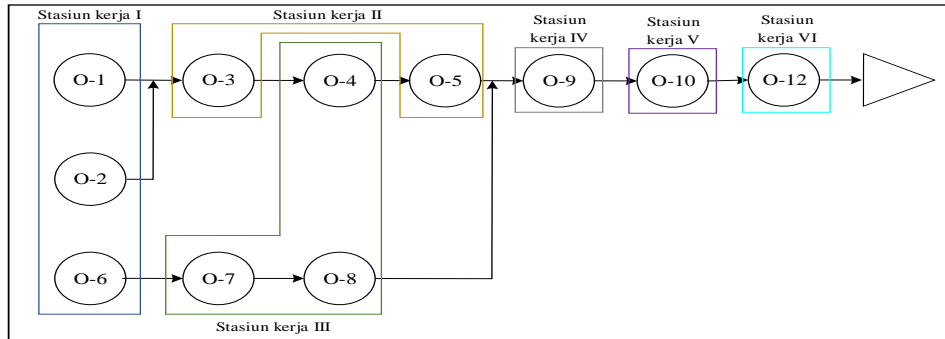 Stasiun kerja I
Stasiun kerja II
Stasiun
kerja IV
Stasiun
kerja V
Stasiun
kerja VI
O-1
O-3
O-4
O-5
O-9
O-10
O-12
O-2
O-6
O-7
O-8
Stasiun kerja III